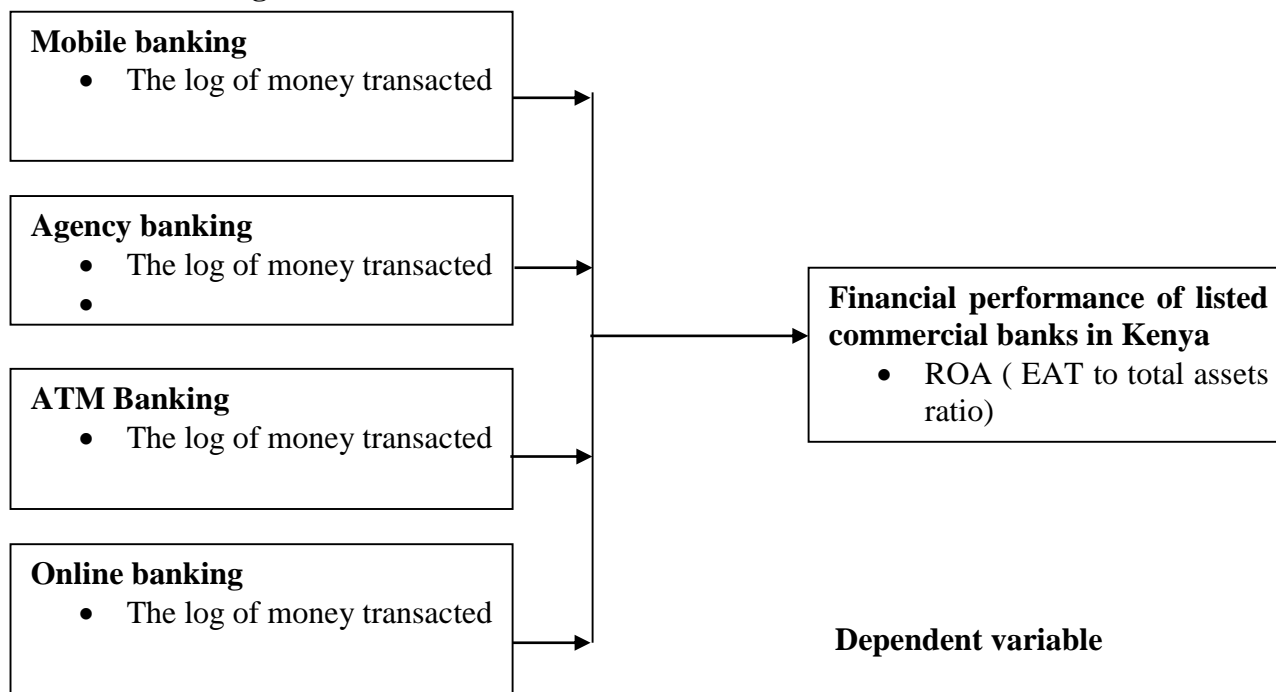 Mobile banking
• The log of money transacted
Agency banking
• The log of money transacted
•
ATM Banking
• The log of money transacted
Online banking
• The log of money transacted
Financial performance of listed
commercial banks in Kenya
• ROA ( EAT to total assets
ratio)
Dependent variable